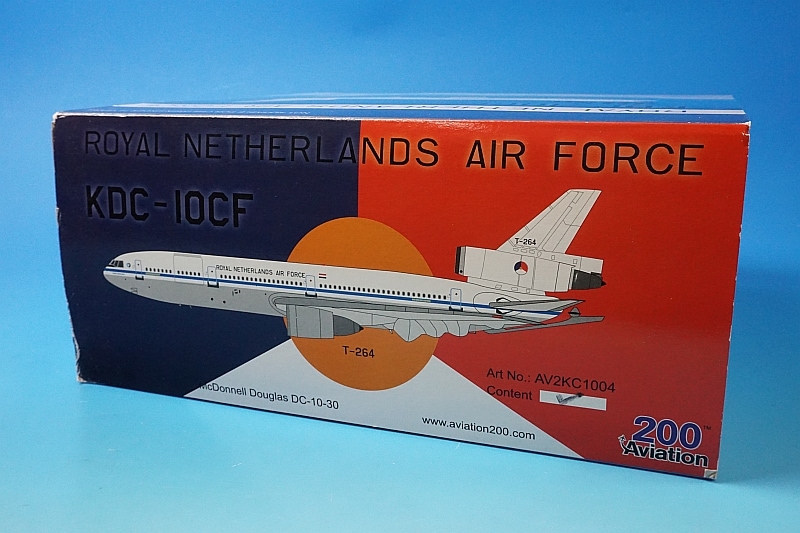 ROYAL NETHERLANDS AIR FORCE
KDC-10CF
T-264
ROYAL NETHERLANDS AIR FORCE
T-264
Art No.: AV2KC1004
Content
McDonnell Douglas DC-10-30
www.aviation200.com
200™
Aviation